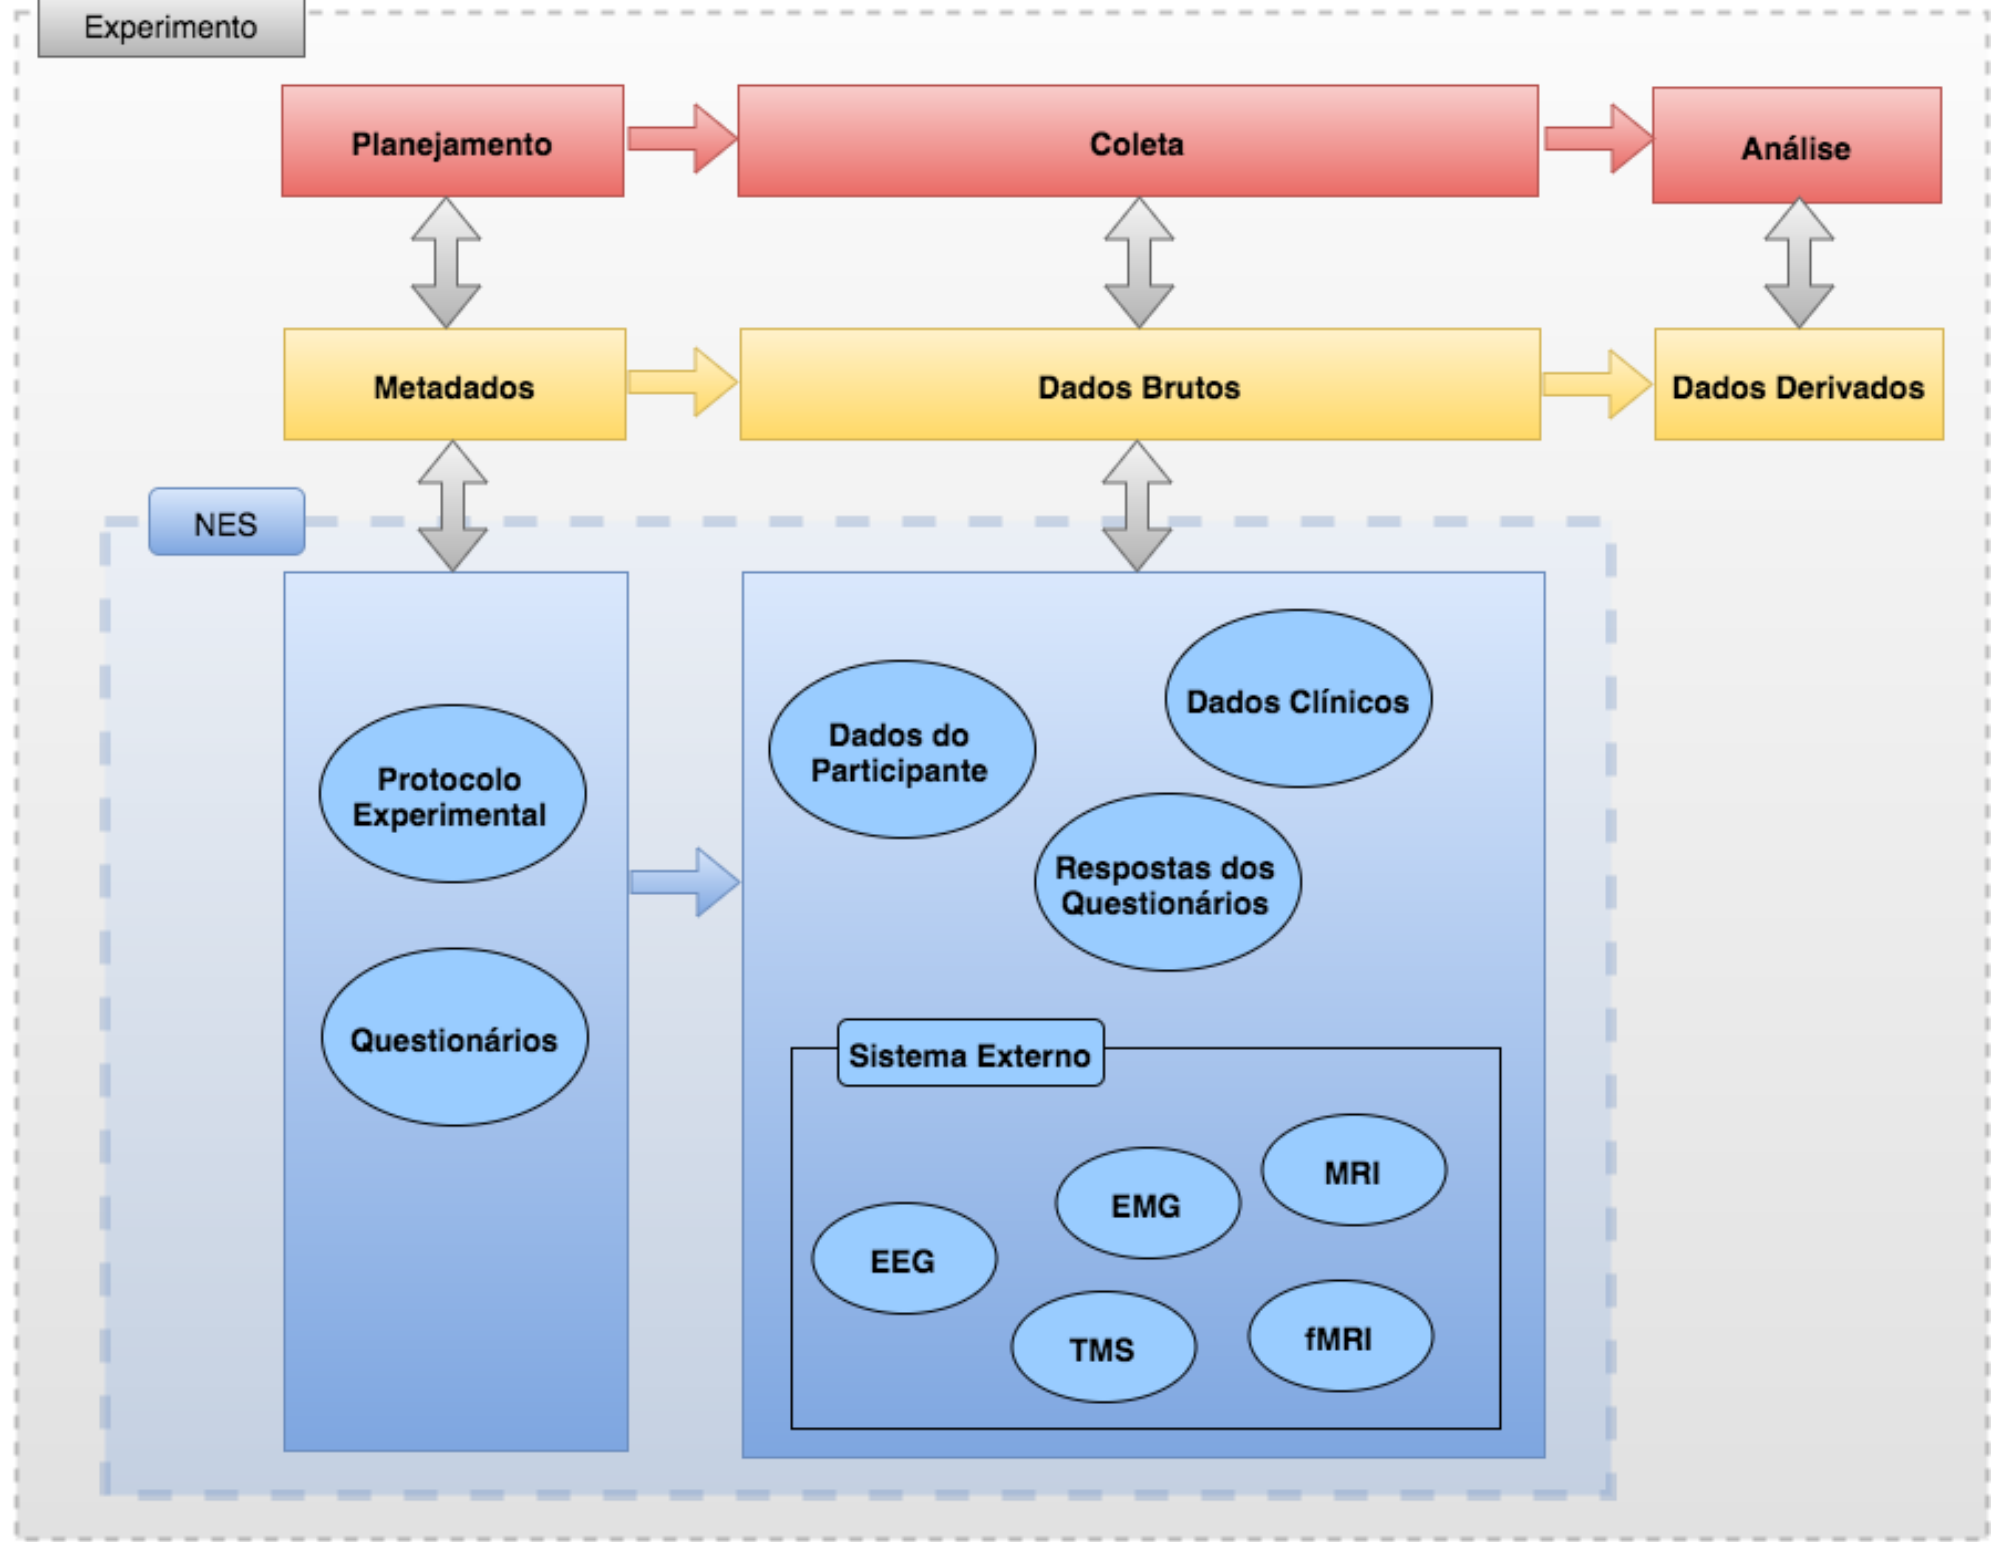 Experimento
Planejamento
Coleta
Análise
Metadados
Dados Brutos
Dados Derivados
NES
Protocolo
Experimental
Questionários
Dados do
Participante
Dados Clínicos
Respostas dos
Questionários
Sistema Externo
EEG
EMG
MRI
TMS
fMRI